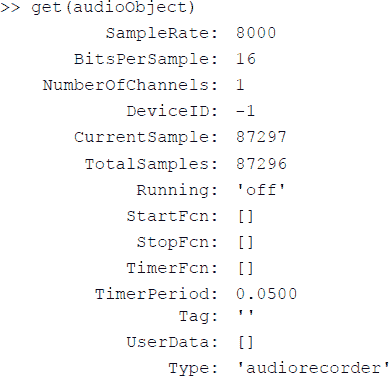 >> get(audioObject)
SampleRate: 8000
BitsPerSample: 16
NumberOfChannels: 1
DeviceID: -1
CurrentSample: 87297
TotalSamples: 87296
Running: 'off'
StartFcn: []
StopFcn: []
TimerFcn: []
TimerPeriod: 0.0500
Tag: ''
UserData: []
Type: 'audiorecorder'